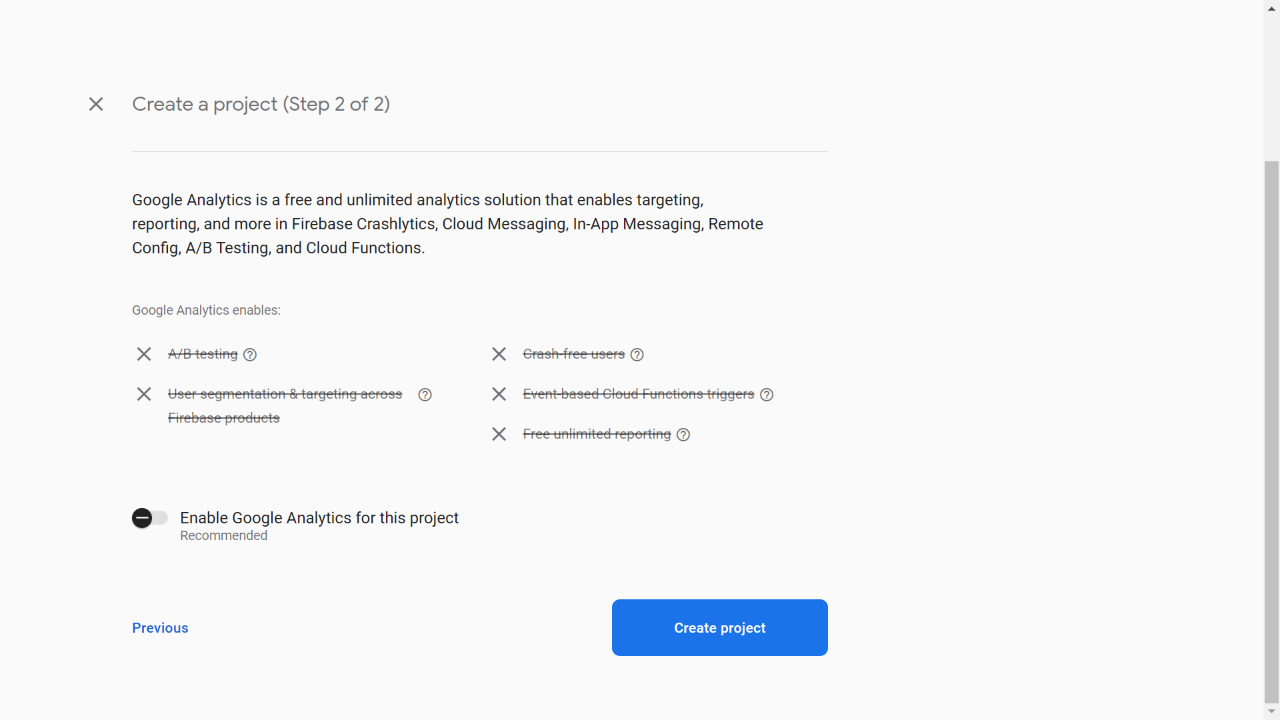 Create a project (Step 2 of 2)
Google Analytics is a free and unlimited analytics solution that enables targeting,
reporting, and more in Firebase Crashlytics, Cloud Messaging, In-App Messaging, Remote
Config, A/B Testing, and Cloud Functions.
Google Analytics enables:
A/B testing
User segmentation & targeting across
Firebase products
Crash-free users
Event-based Cloud Functions triggers
Free unlimited reporting
Enable Google Analytics for this project
Recommended
Previous
Create project